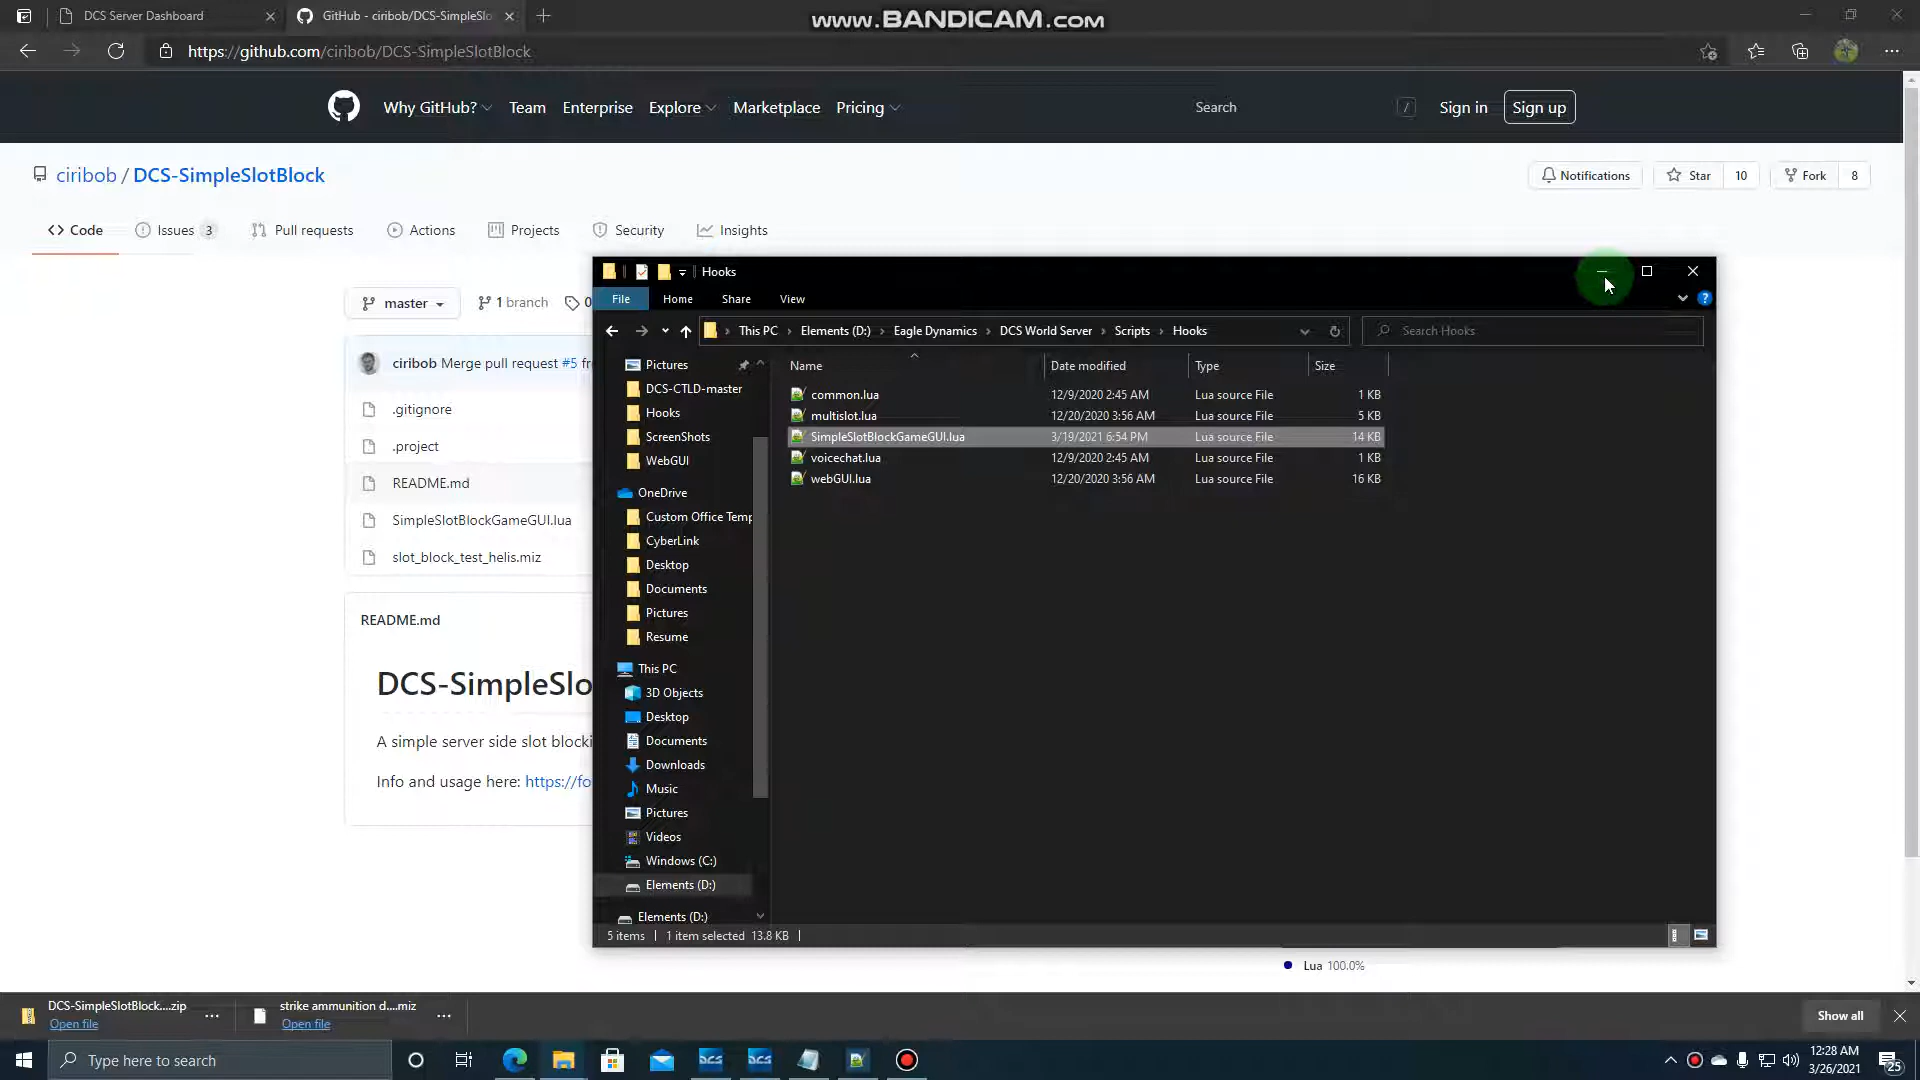 DCS Server Dashboard
GitHub - ciribob/DCS-SimpleSlo
www.BANDICAM.com
https://github.com/ciribob/DCS-SimpleSlotBlock
Why GitHub?
Team
Enterprise
Explore
Marketplace
Pricing
Search
/
Sign in
Sign up
ciribob / DCS-SimpleSlotBlock
Notifications
Star
10
Fork
8
Code
Issues 3
Pull requests
Actions
Projects
Security
Insights
master
1 branch
0
ciribob Merge pull request #5 fr
.gitignore
.project
README.md
SimpleSlotBlockGameGUI.lua
slot_block_test_helis.miz
README.md
DCS-SimpleSlo
A simple server side slot blocki
Info and usage here: https://fo
Hooks
File
Home
Share
View
This PC
Elements (D:)
Eagle Dynamics
DCS World Server
Scripts
Hooks
Search Hooks
Pictures
DCS-CTLD-master
Hooks
ScreenShots
WebGUI
OneDrive
Custom Office Temp
CyberLink
Desktop
Documents
Pictures
Resume
This PC
3D Objects
Desktop
Documents
Downloads
Music
Pictures
Videos
Windows (C:)
Elements (D:)
Elements (D:)
Name
Date modified
Type
Size
common.lua 12/9/2020 2:45 AM Lua source File 1 KB
multislot.lua 12/20/2020 3:56 AM Lua source File 5 KB
SimpleSlotBlockGameGUI.lua 3/19/2021 6:54 PM Lua source File 14 KB
voicechat.lua 12/9/2020 2:45 AM Lua source File 1 KB
webGUI.lua 12/20/2020 3:56 AM Lua source File 16 KB
5 items
1 item selected 13.8 KB
Lua 100.0%
DCS-SimpleSlotBlock....zip
Open file
strike ammunition d....miz
Open file
Show all
Type here to search
DCS
DCS
12:28 AM
3/26/2021
25